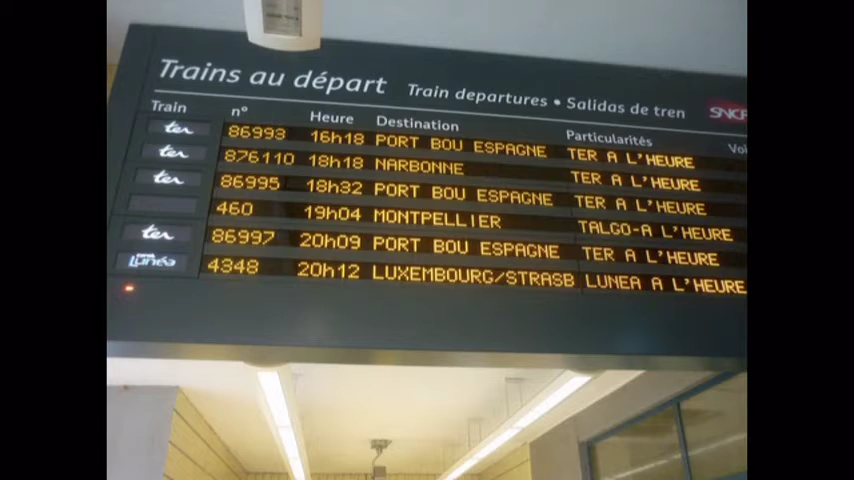 Trains au départ Train departures • Salidas de tren SNCF
Train n° Heure Destination Particularités
ter 86993 16h18 PORT BOU ESPAGNE TER A L'HEURE
ter 876110 18h18 NARBONNE TER A L'HEURE
ter 86995 18h32 PORT BOU ESPAGNE TER A L'HEURE
460 19h04 MONTPELLIER TALGO-A L'HEURE
ter 86997 20h09 PORT BOU ESPAGNE TER A L'HEURE
Lunéa 4348 20h12 LUXEMBOURG/STRASB LUNEA A L'HEURE